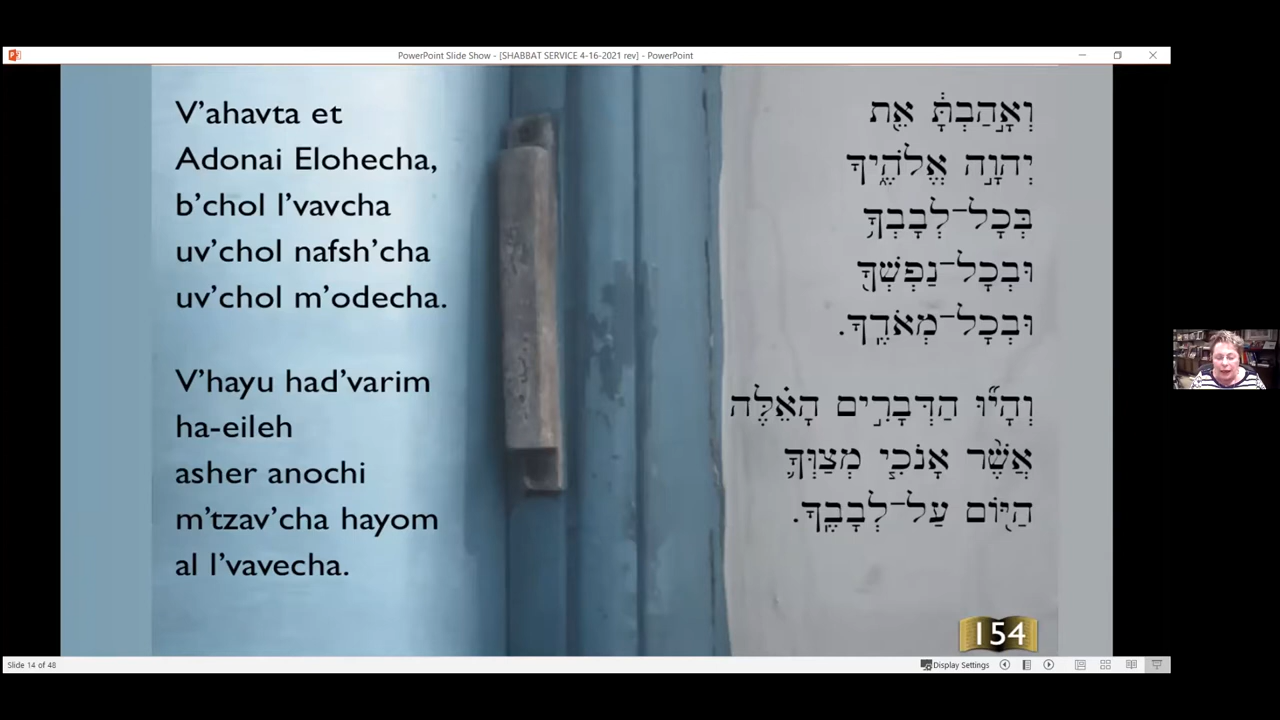 PowerPoint Slide Show - [SHABBAT SERVICE 4-16-2021 rev] - PowerPoint
V'ahavta et
Adonai Elohecha,
b'chol l'vavcha
uv'chol nafsh'cha
uv'chol m'odecha.
V'hayu had'varim
ha-eileh
asher anochi
m'tzav'cha hayom
al l'vavecha.
וְאָ֣הַבְתָּ֔ אֵ֖ת
יְהוָ֣ה אֱלֹהֶ֑יךָ
בְּכָל־לְבָבְךָ֥
וּבְכָל־נַפְשְׁךָ֖
וּבְכָל־מְאֹדֶֽךָ.
וְהָי֞וּ הַדְּבָרִ֣ים הָאֵ֗לֶּה
אֲשֶׁ֨ר אָנֹכִ֧י מְצַוְּךָ֛
הַיּ֖וֹם עַל־לְבָבֶֽךָ.
154
Slide 14 of 48
Display Settings